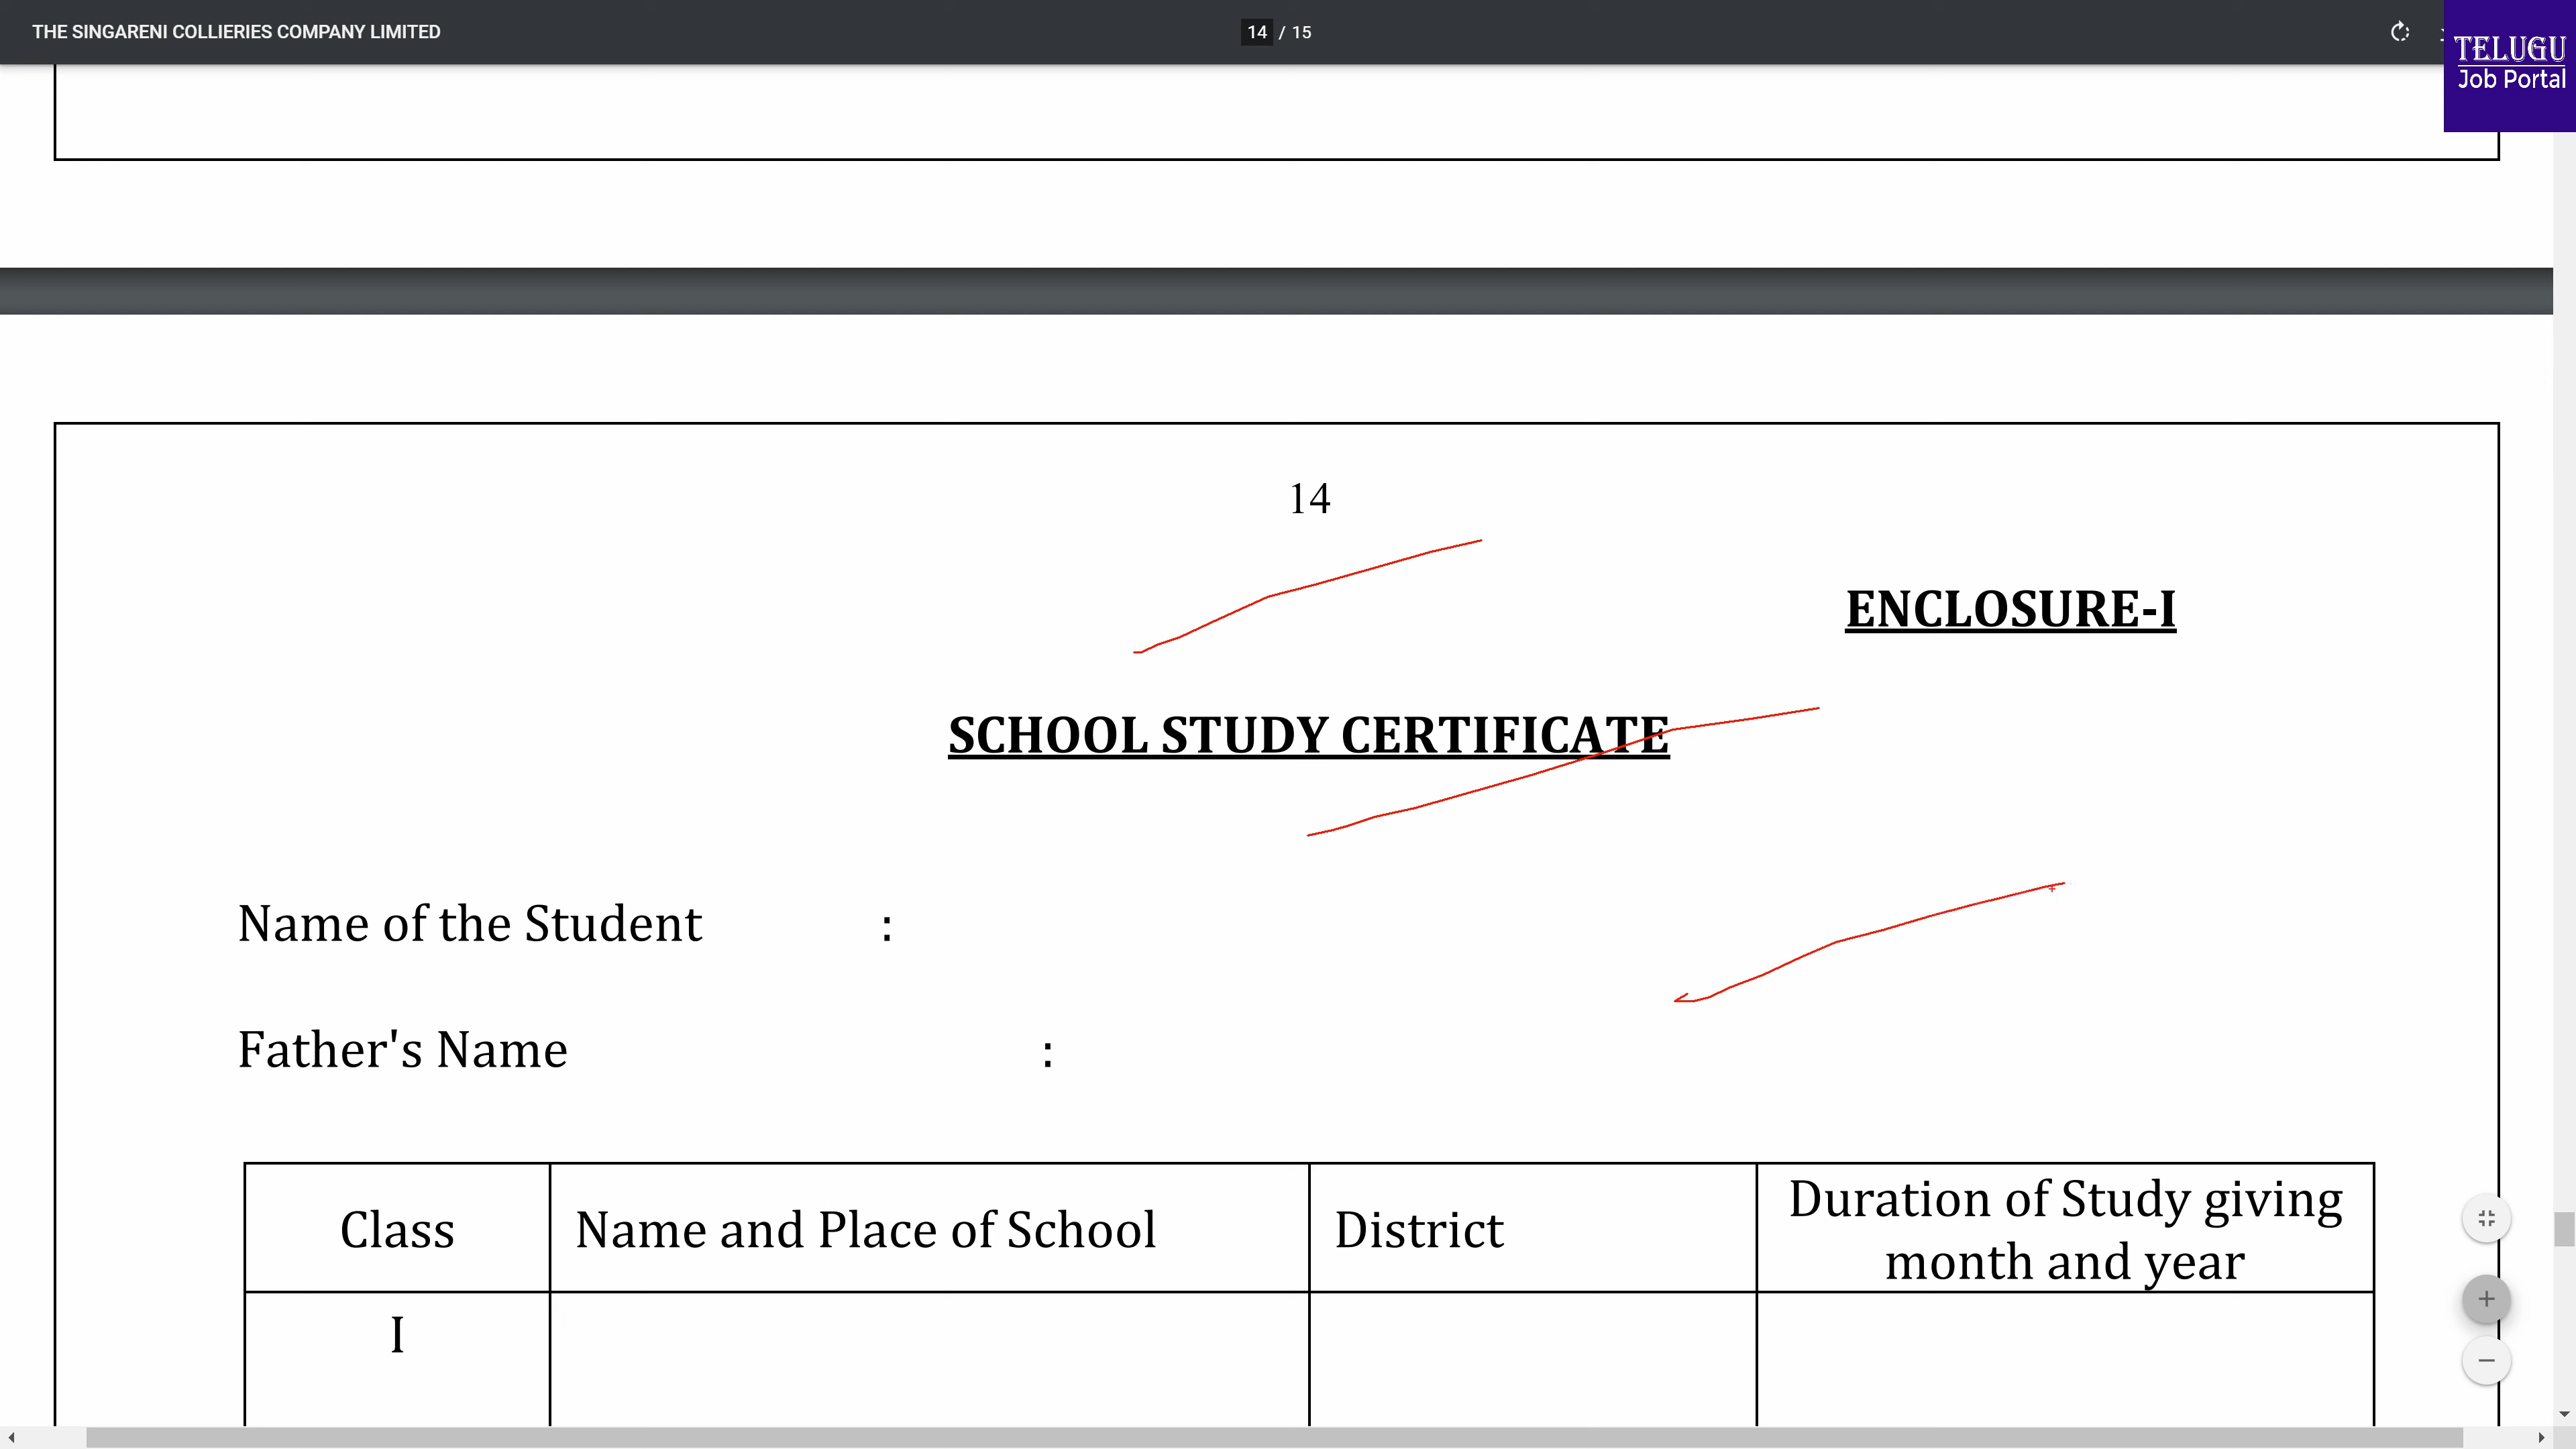 THE SINGARENI COLLIERIES COMPANY LIMITED
14 / 15
TELUGU
Job Portal
14
ENCLOSURE-I
SCHOOL STUDY CERTIFICATE
Name of the Student :
Father's Name :
Class Name and Place of School District Duration of Study giving month and year
I